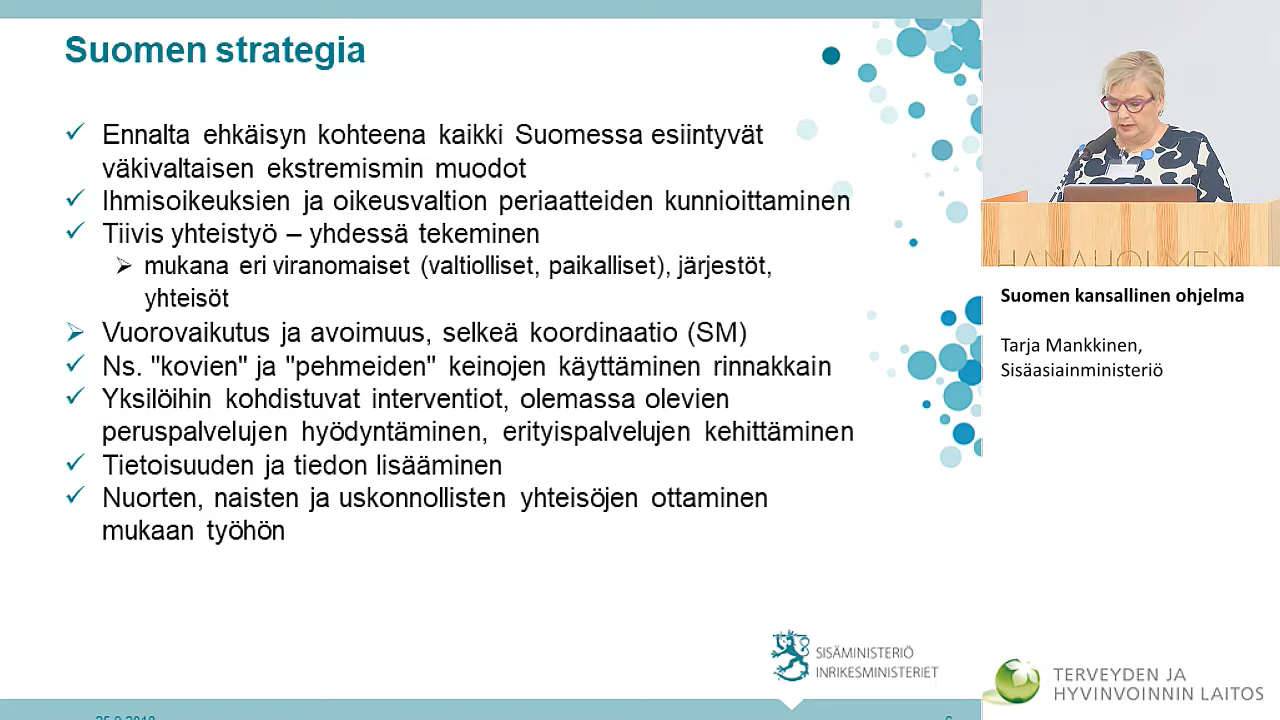 Suomen strategia
Ennalta ehkäisyn kohteena kaikki Suomessa esiintyvät
väkivaltaisen ekstremismin muodot
Ihmisoikeuksien ja oikeusvaltion periaatteiden kunnioittaminen
Tiivis yhteistyö – yhdessä tekeminen
mukana eri viranomaiset (valtiolliset, paikalliset), järjestöt,
yhteisöt
Vuorovaikutus ja avoimuus, selkeä koordinaatio (SM)
Ns. "kovien" ja "pehmeiden" keinojen käyttäminen rinnakkain
Yksilöihin kohdistuvat interventiot, olemassa olevien
peruspalvelujen hyödyntäminen, erityispalvelujen kehittäminen
Tietoisuuden ja tiedon lisääminen
Nuorten, naisten ja uskonnollisten yhteisöjen ottaminen
mukaan työhön
SISÄMINISTERIÖ
INRIKESMINISTERIET
HANAHOLMEN
Suomen kansallinen ohjelma
Tarja Mankkinen,
Sisäasiainministeriö
TERVEYDEN JA
HYVINVOINNIN LAITOS